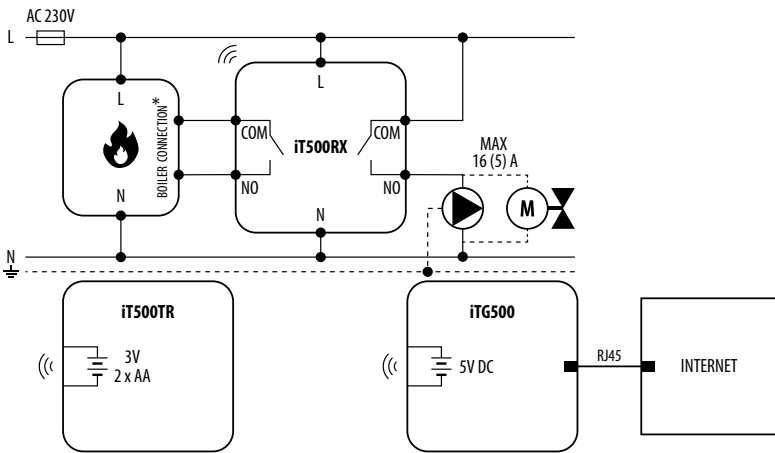 AC 230V
L
L
BOILER CONNECTION*
N
L
COM
iT500RX
COM
NO
NO
N
MAX
16 (5) A
M
N
iT500TR
3V
2 x AA
iTG500
5V DC
RJ45
INTERNET